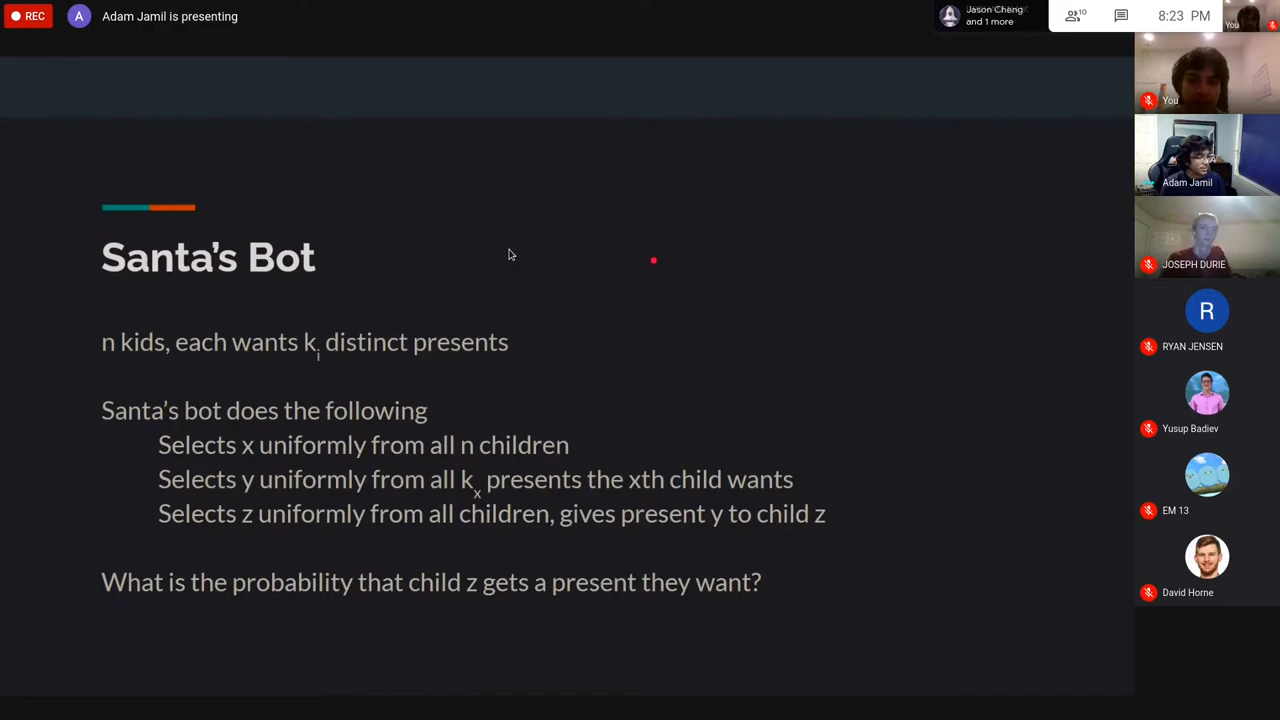 REC
A
Adam Jamil is presenting
Jason Cheng
and 1 more
10
8:23 PM
You
You
Adam Jamil
JOSEPH DURIE
R
RYAN JENSEN
Yusup Badiev
EM 13
David Horne
Santa's Bot
n kids, each wants ki distinct presents
Santa's bot does the following
Selects x uniformly from all n children
Selects y uniformly from all kx presents the xth child wants
Selects z uniformly from all children, gives present y to child z
What is the probability that child z gets a present they want?